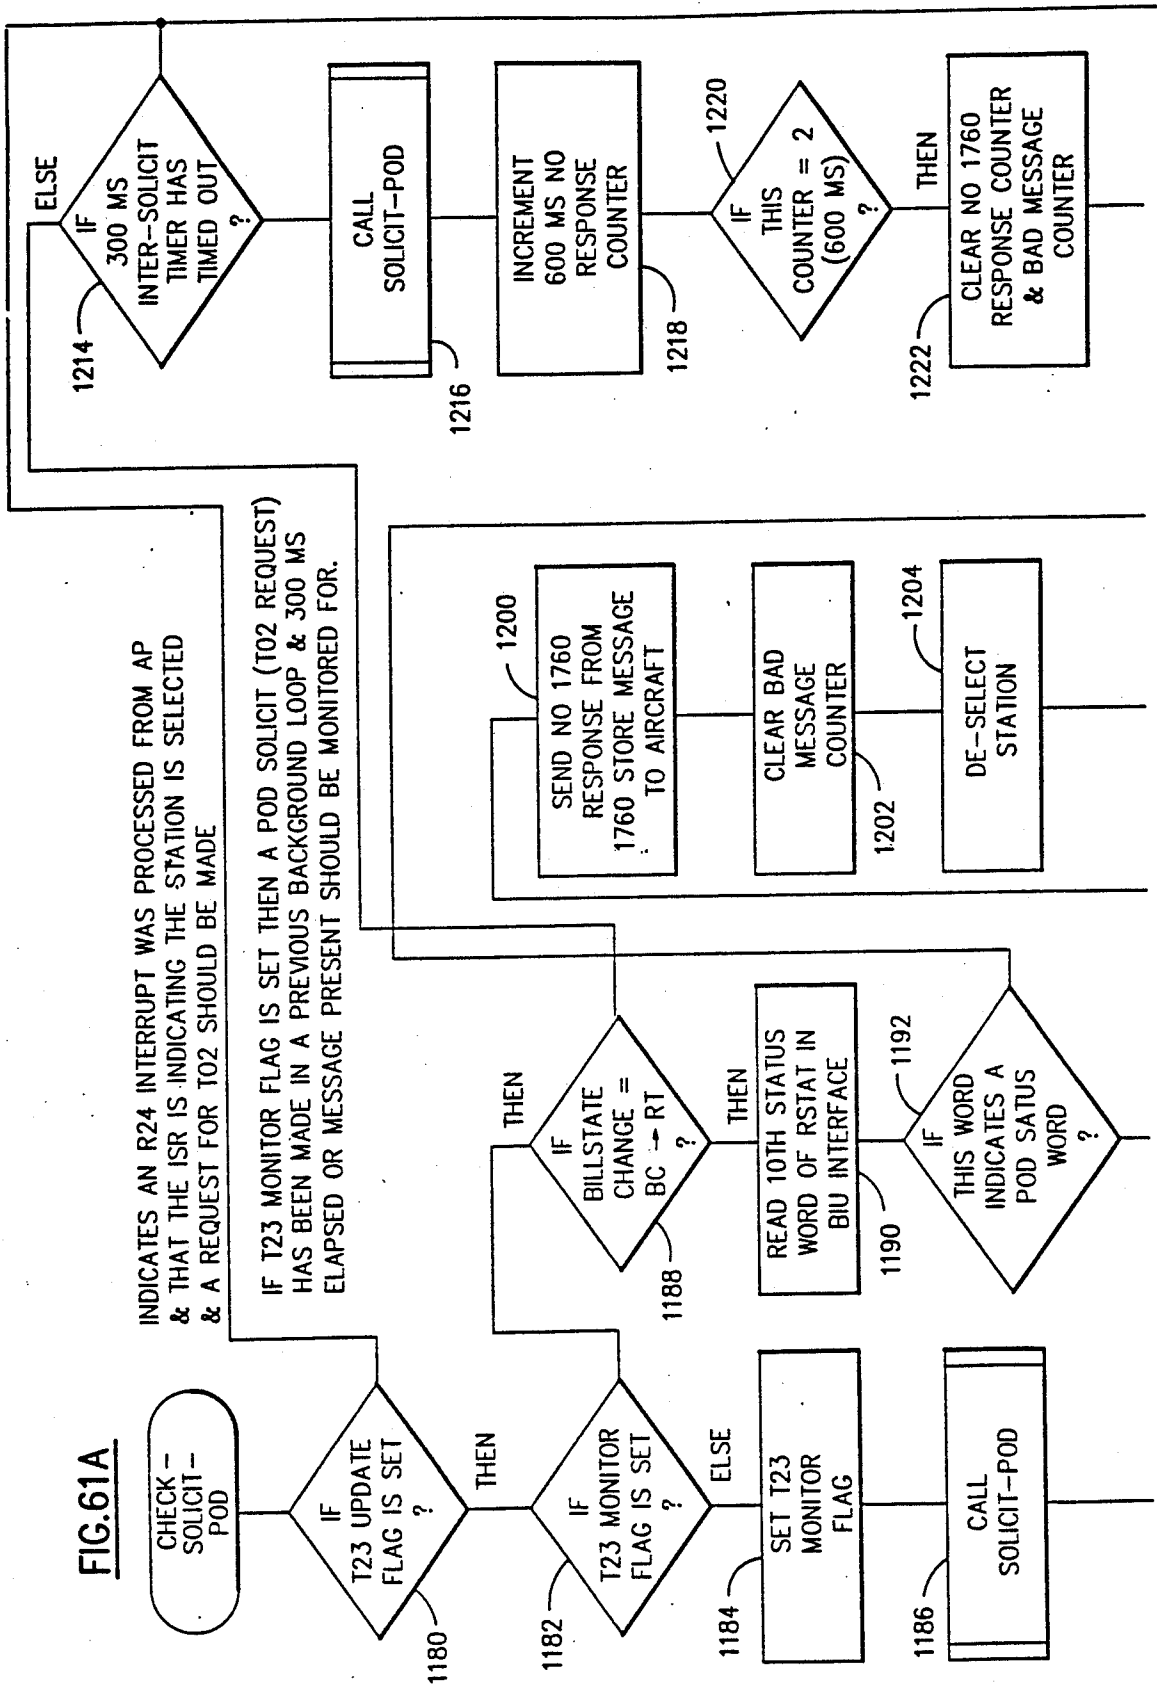 FIG.61A
CHECK-
SOLICIT-
POD
INDICATES AN R24 INTERRUPT WAS PROCESSED FROM AP
& THAT THE ISR IS INDICATING THE STATION IS SELECTED
& A REQUEST FOR T02 SHOULD BE MADE
IF
T23 UPDATE
FLAG IS SET
?
1180
THEN
IF T23 MONITOR FLAG IS SET THEN A POD SOLICIT (T02 REQUEST)
HAS BEEN MADE IN A PREVIOUS BACKGROUND LOOP & 300 MS
ELAPSED OR MESSAGE PRESENT SHOULD BE MONITORED FOR.
IF
T23 MONITOR
FLAG IS SET
?
1182
ELSE
SET T23
MONITOR
FLAG
1184
CALL
SOLICIT-POD
1186
THEN
IF
BILLSTATE
CHANGE =
BC → RT
?
1188
THEN
READ 10TH STATUS
WORD OF RSTAT IN
BIU INTERFACE
1190
IF
THIS WORD
INDICATES A
POD SATUS
WORD
?
1192
1200
SEND NO 1760
RESPONSE FROM
1760 STORE MESSAGE
TO AIRCRAFT
CLEAR BAD
MESSAGE
COUNTER
1202
1204
DE-SELECT
STATION
ELSE
IF
300 MS
INTER-SOLICIT
TIMER HAS
TIMED OUT
?
1214
CALL
SOLICIT-POD
1216
INCREMENT
600 MS NO
RESPONSE
COUNTER
1218
1220
IF
THIS
COUNTER = 2
(600 MS)
?
THEN
1222
CLEAR NO 1760
RESPONSE COUNTER
& BAD MESSAGE
COUNTER